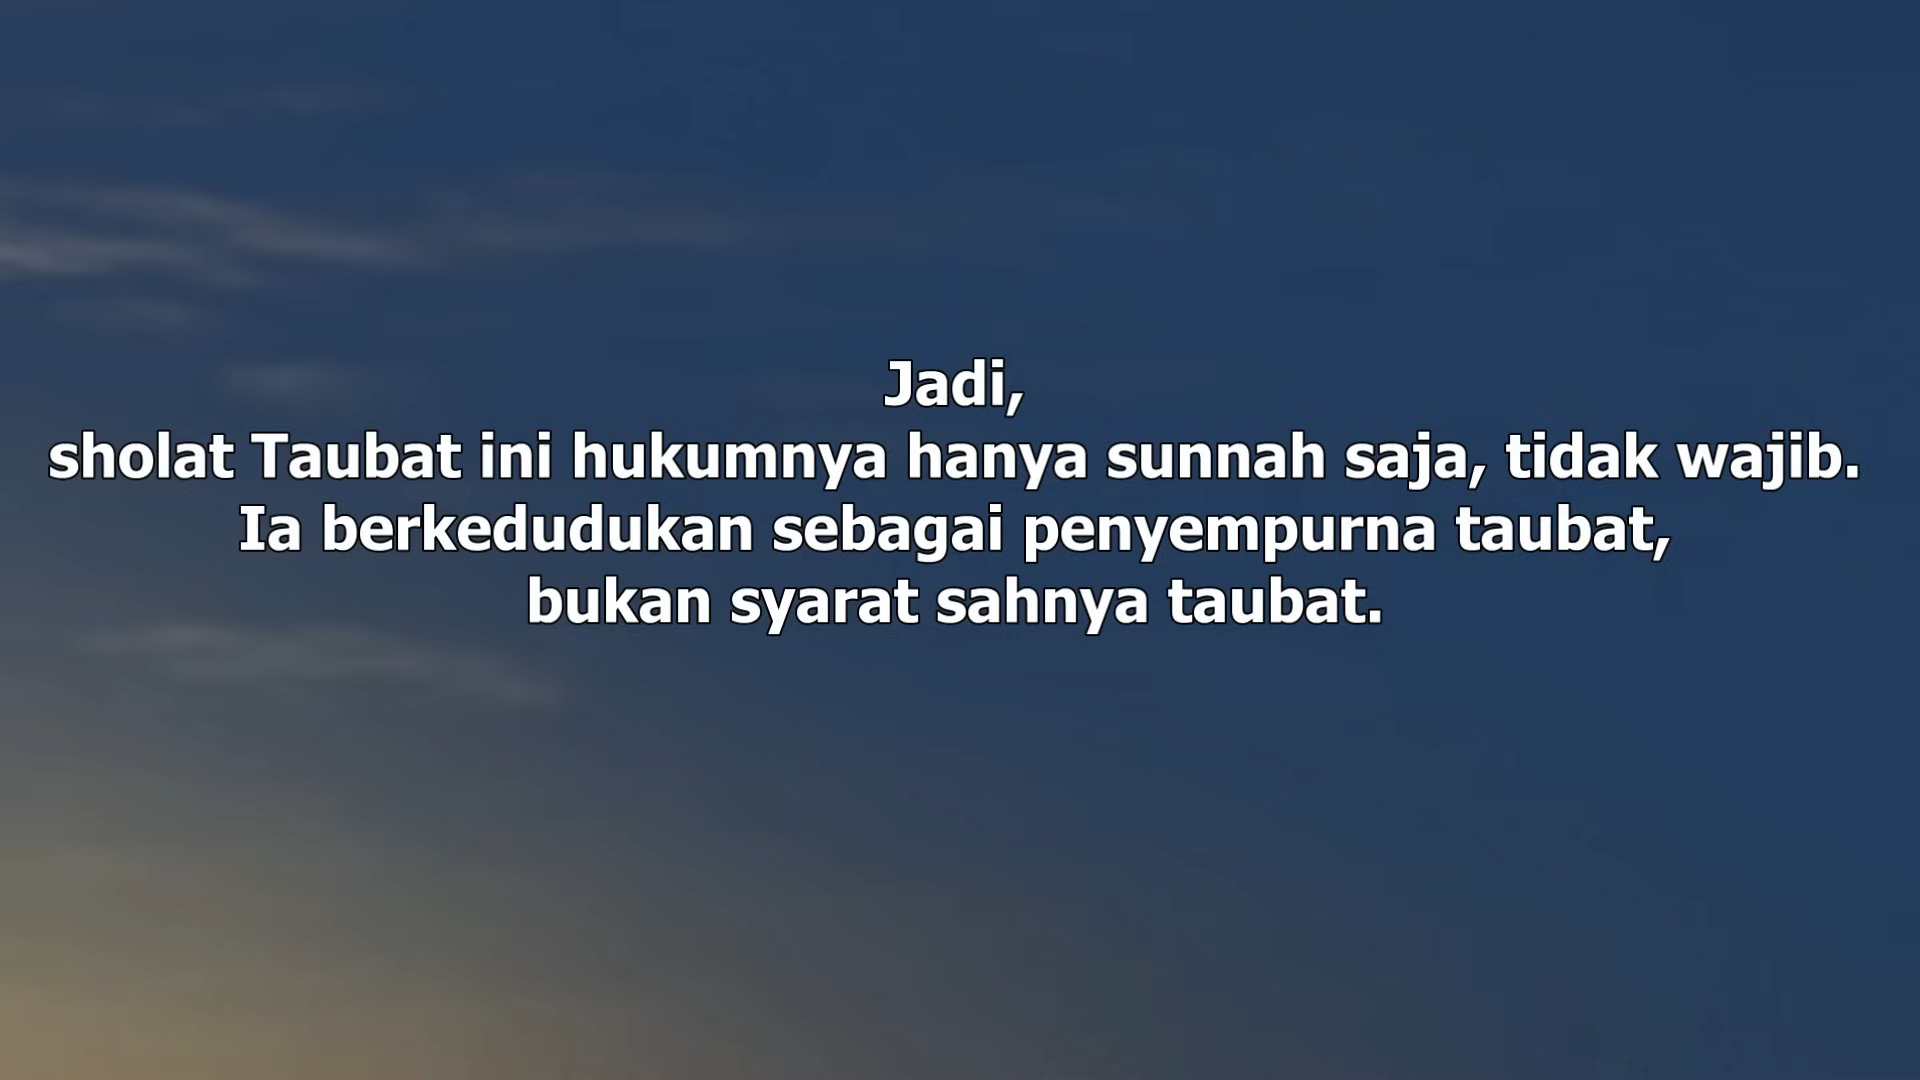 Jadi,
sholat Taubat ini hukumnya hanya sunnah saja, tidak wajib.
Ia berkedudukan sebagai penyempurna taubat,
bukan syarat sahnya taubat.